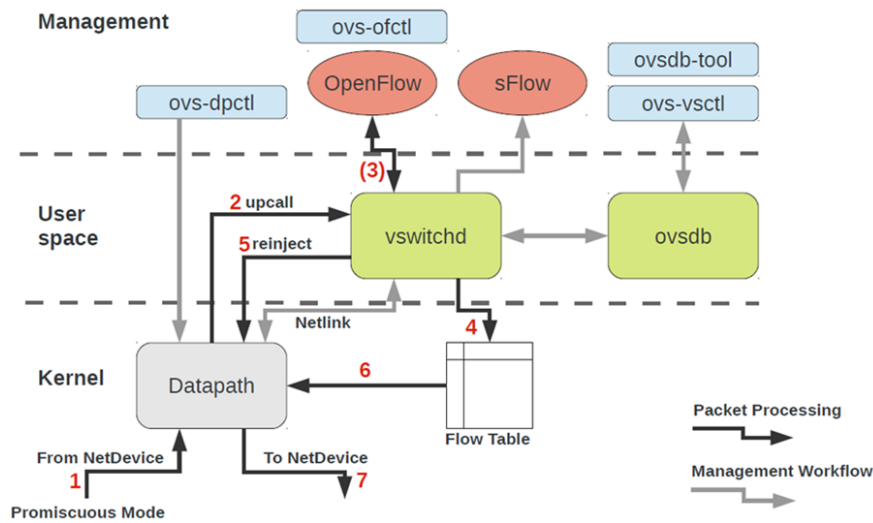 Management
ovs-ofctl
OpenFlow
sFlow
ovsdb-tool
ovs-dpctl
ovs-vsctl
(3)
User
space
2 upcall
5 reinject
vswitchd
ovsdb
Netlink
4
Kernel
Datapath
6
Flow Table
Packet Processing
From NetDevice
To NetDevice
1
7
Management Workflow
Promiscuous Mode